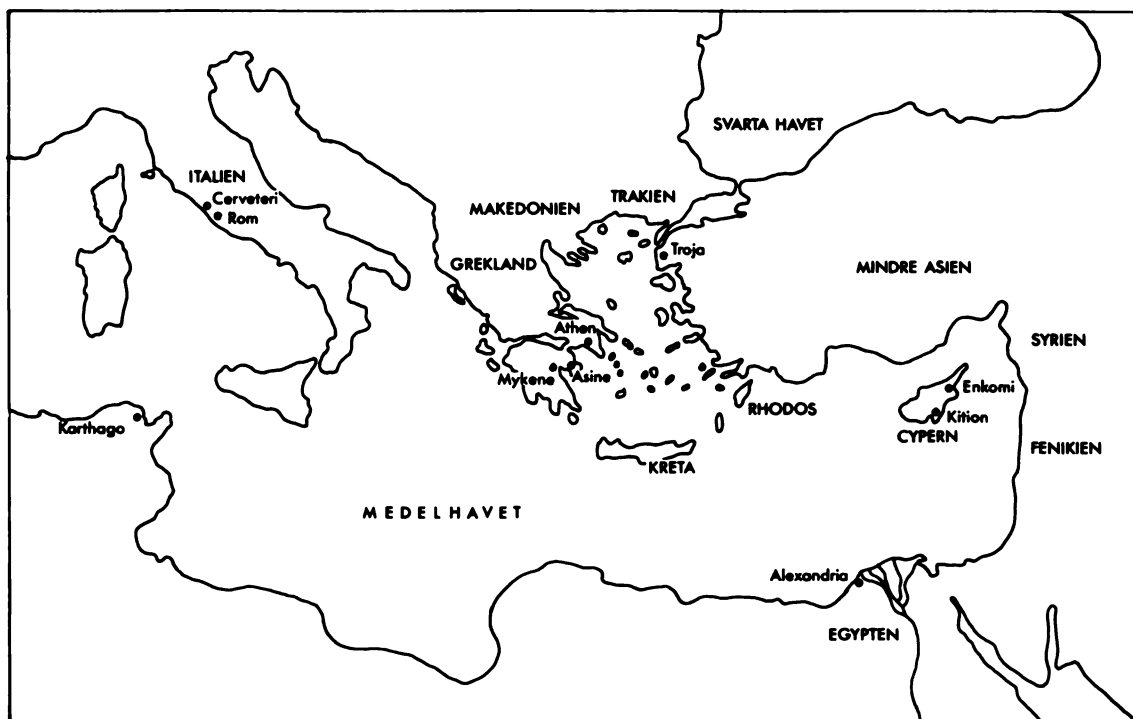 SVARTA HAVET
ITALIEN
Cerveteri
Rom
MAKEDONIEN
TRAKIEN
Troja
GREKLAND
MINDRE ASIEN
Athen
SYRIEN
Mykene
Asine
Enkomi
RHODOS
Kition
Karthago
CYPERN
FENIKIEN
KRETA
MEDELHAVET
Alexandria
EGYPTEN